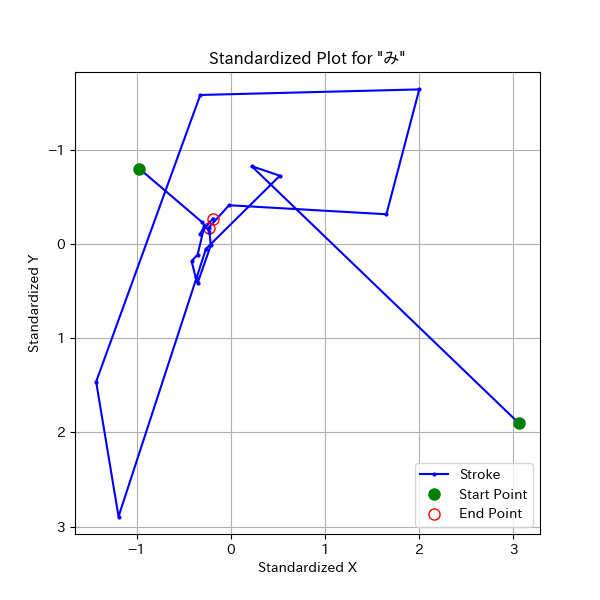 Standardized Plot for "み"
Standardized Y
−1
0
1
2
3
−1
0
1
2
3
Standardized X
Stroke
Start Point
End Point